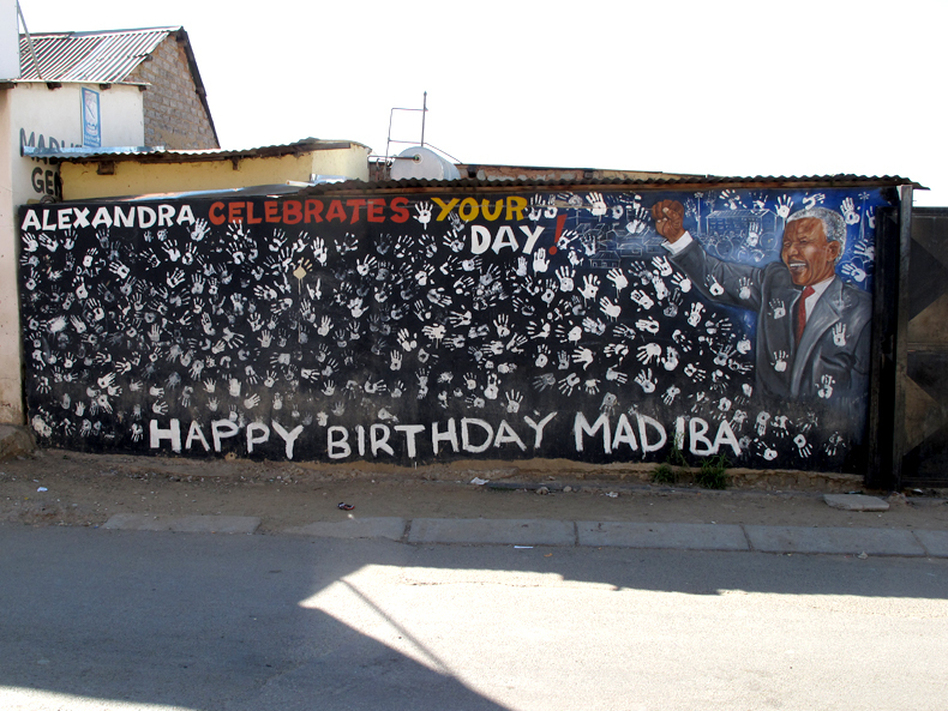 ALEXANDRA CELEBRATES YOUR
DAY!
HAPPY BIRTHDAY MADIBA